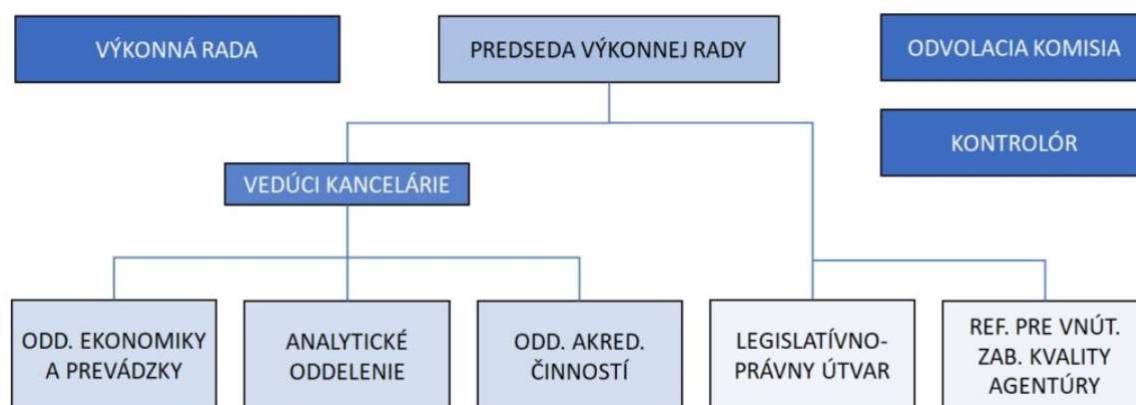 VÝKONNÁ RADA
PREDSEDA VÝKONNEJ RADY
ODVOLACIA KOMISIA
KONTROLÓR
VEDÚCI KANCELÁRIE
ODD. EKONOMIKY
A PREVÁDZKY
ANALYTICKÉ
ODDELENIE
ODD. AKRED.
ČINNOSTÍ
LEGISLATÍVNO-
PRÁVNY ÚTVAR
REF. PRE VNÚT.
ZAB. KVALITY
AGENTÚRY